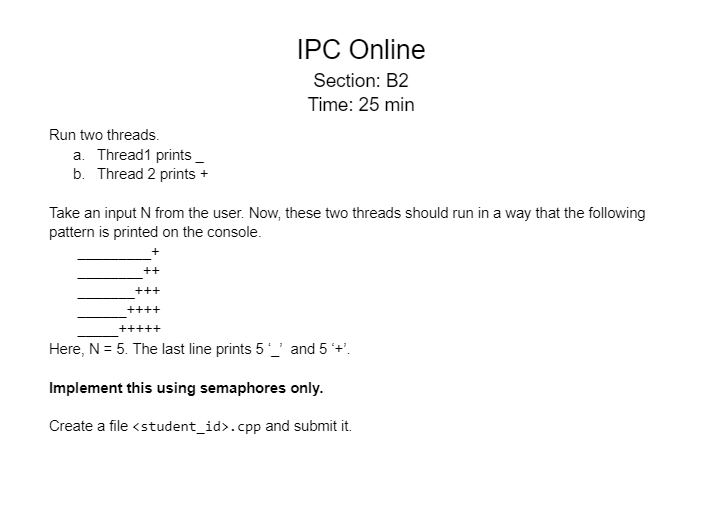 IPC Online
Section: B2
Time: 25 min
Run two threads.
a. Thread1 prints _
b. Thread 2 prints +
Take an input N from the user. Now, these two threads should run in a way that the following
pattern is printed on the console.
_________+
________++
_______+++
______++++
_____+++++
Here, N = 5. The last line prints 5 ‘_’ and 5 ‘+’.
Implement this using semaphores only.
Create a file <student_id>.cpp and submit it.